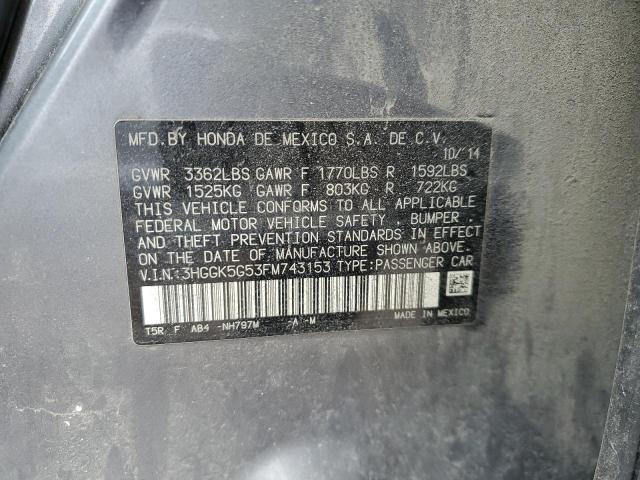 MFD.BY HONDA DE MEXICO S.A. DE C.V.
10/14
GVWR 3362LBS GAWR F 1770LBS R 1592LBS
GVWR 1525KG GAWR F 803KG R 722KG
THIS VEHICLE CONFORMS TO ALL APPLICABLE
FEDERAL MOTOR VEHICLE SAFETY, BUMPER,
AND THEFT PREVENTION STANDARDS IN EFFECT
ON THE DATE OF MANUFACTURE SHOWN ABOVE.
V.I.N.:3HGGK5G53FM743153 TYPE:PASSENGER CAR
T5R F AB4 -NH797M -A -M MADE IN MEXICO